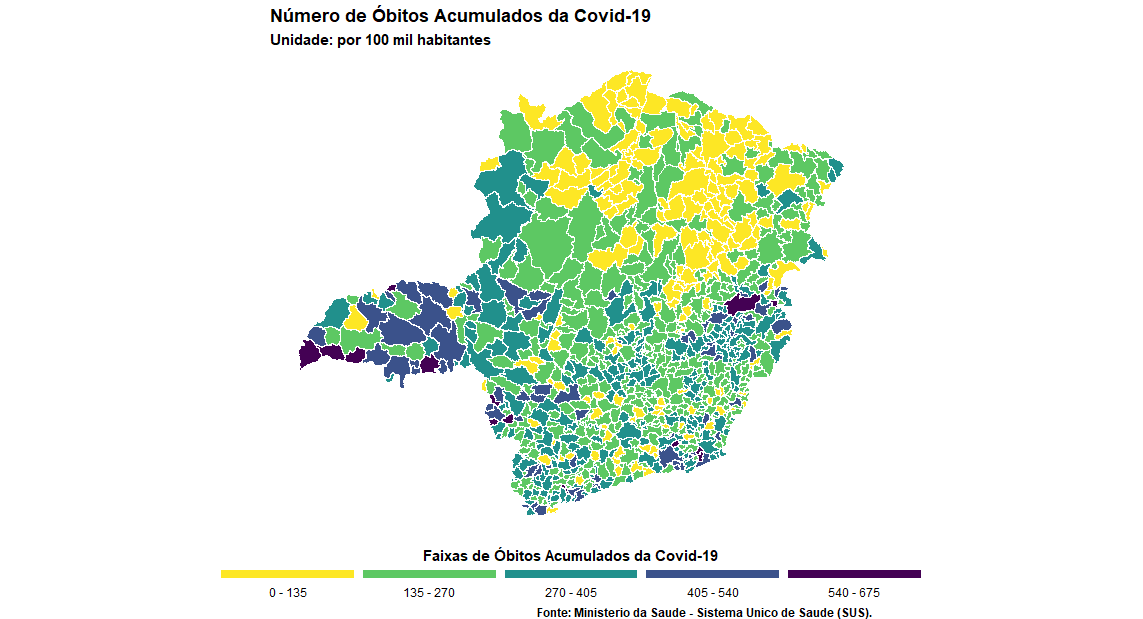 Número de Óbitos Acumulados da Covid-19
Unidade: por 100 mil habitantes
Faixas de Óbitos Acumulados da Covid-19
0 - 135
135 - 270
270 - 405
405 - 540
540 - 675
Fonte: Ministerio da Saude - Sistema Unico de Saude (SUS).